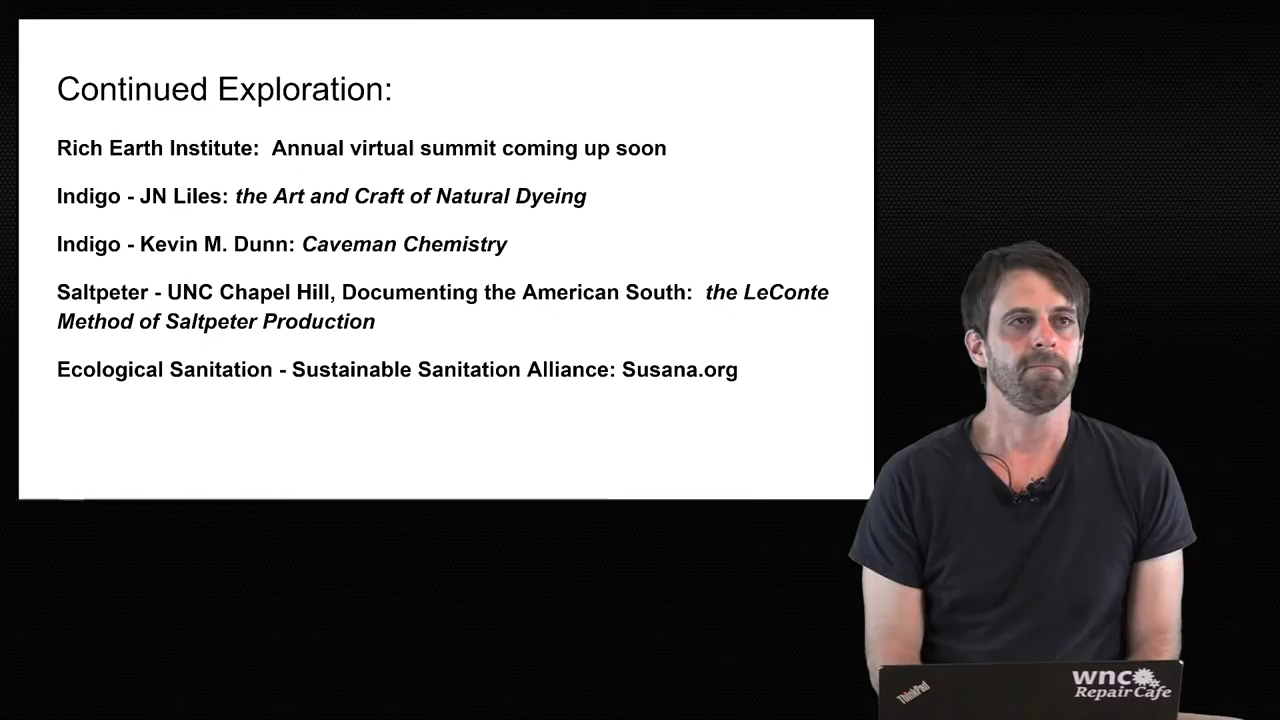 Continued Exploration:
Rich Earth Institute: Annual virtual summit coming up soon
Indigo - JN Liles: the Art and Craft of Natural Dyeing
Indigo - Kevin M. Dunn: Caveman Chemistry
Saltpeter - UNC Chapel Hill, Documenting the American South: the LeConte
Method of Saltpeter Production
Ecological Sanitation - Sustainable Sanitation Alliance: Susana.org
ThinkPad
wnc
Repair Cafe